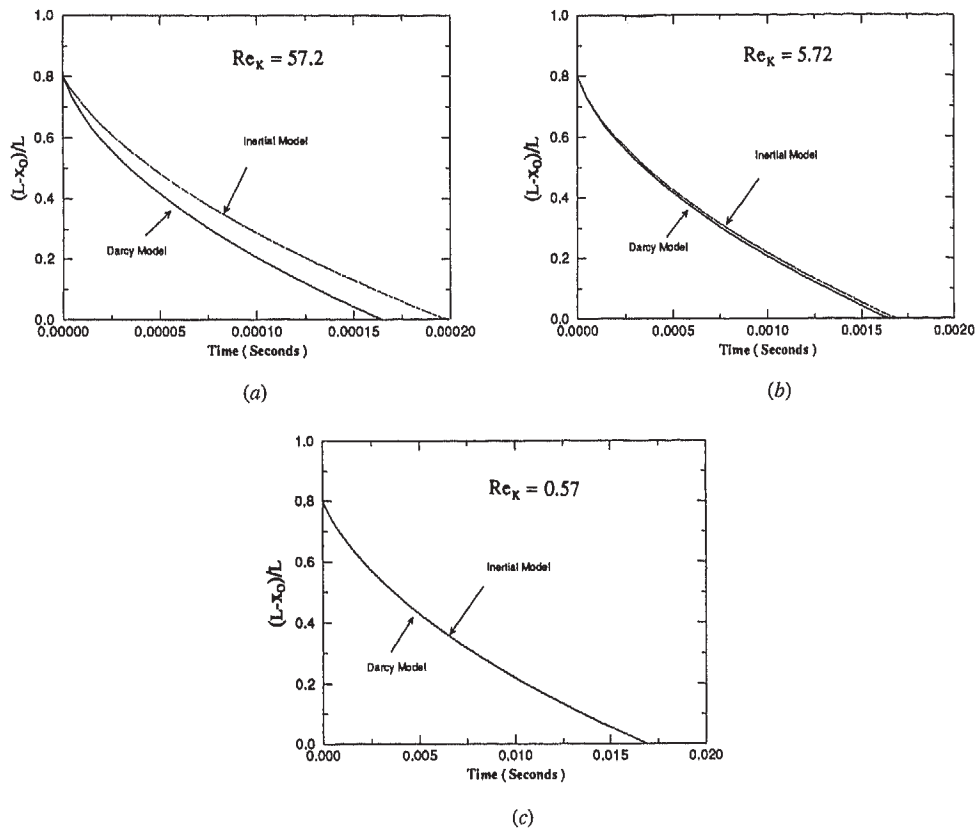 1.0
0.8
0.6
0.4
0.2
0.0
(L-x_O)/L
Re_K = 57.2
Inertial Model
Darcy Model
0.00000 0.00005 0.00010 0.00015 0.00020
Time ( Seconds )
(a)
1.0
0.8
0.6
0.4
0.2
0.0
(L-x_O)/L
Re_K = 5.72
Inertial Model
Darcy Model
0.0000 0.0005 0.0010 0.0015 0.0020
Time ( Seconds )
(b)
1.0
0.8
0.6
0.4
0.2
0.0
(L-x_O)/L
Re_K = 0.57
Inertial Model
Darcy Model
0.000 0.005 0.010 0.015 0.020
Time ( Seconds )
(c)